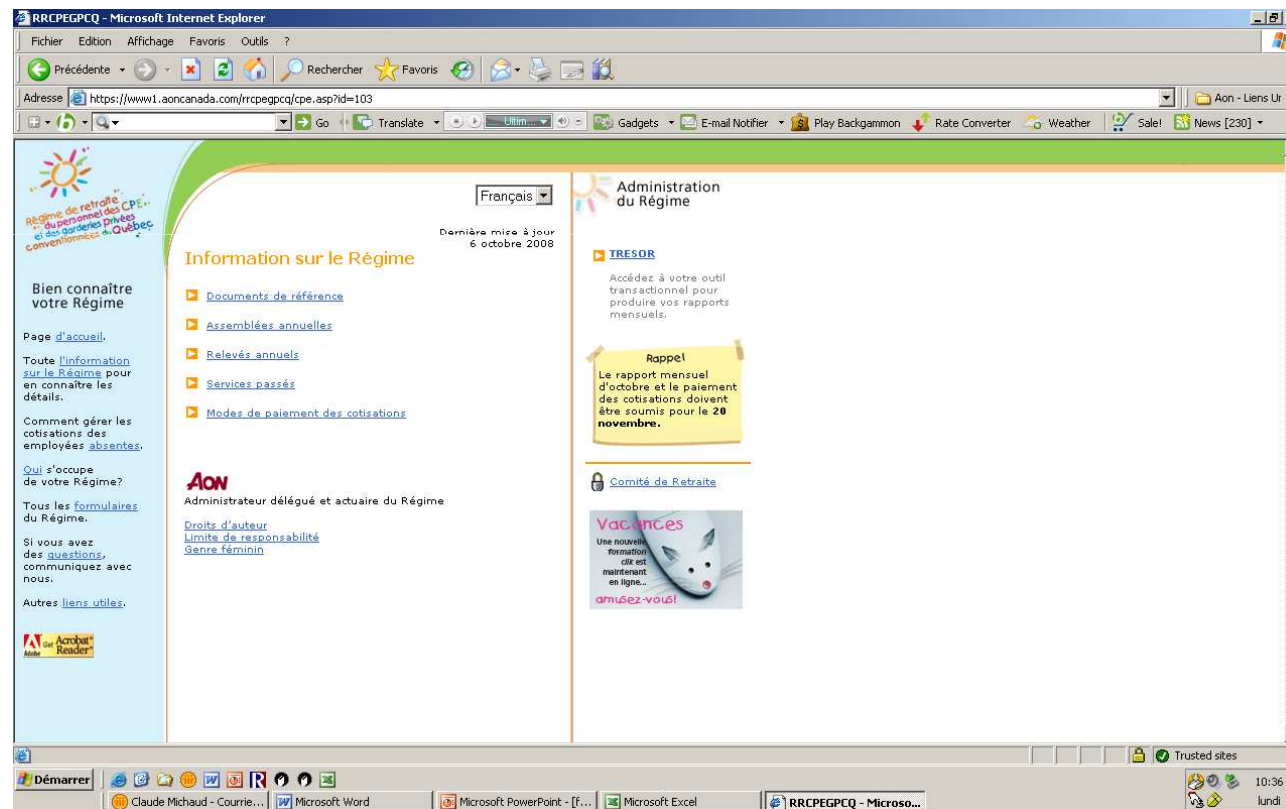 RRCPEGPCQ - Microsoft Internet Explorer
Fichier Edition Affichage Favoris Outils ?
Précédente Rechercher Favoris
Adresse https://www1.aoncanada.com/rrcpegpcq/cpe.asp?id=103 Aon - Liens Ur
Go Translate Ultim... Gadgets E-mail Notifier Play Backgammon Rate Converter Weather Sale! News [230]
Régime de retraite
du personnel des CPE
et des garderies Privées
conventionnées du Québec
Bien connaître
votre Régime
Page d'accueil.
Toute l'information
sur le Régime pour
en connaître les
détails.
Comment gérer les
cotisations des
employées absentes.
Qui s'occupe
de votre Régime?
Tous les formulaires
du Régime.
Si vous avez
des questions,
communiquez avec
nous.
Autres liens utiles.
Adobe Get Acrobat Reader
Français
Dernière mise à jour
6 octobre 2008
Information sur le Régime
Documents de référence
Assemblées annuelles
Relevés annuels
Services passés
Modes de paiement des cotisations
AON
Administrateur délégué et actuaire du Régime
Droits d'auteur
Limite de responsabilité
Genre féminin
Administration
du Régime
TRESOR
Accédez à votre outil
transactionnel pour
produire vos rapports
mensuels.
Rappel
Le rapport mensuel
d'octobre et le paiement
des cotisations doivent
être soumis pour le 20
novembre.
Comité de Retraite
Vacances
Une nouvelle
formation
clik est
maintenant
en ligne...
amusez-vous!
Trusted sites
Démarrer
10:36
Claude Michaud - Courrie... Microsoft Word Microsoft PowerPoint - [f... Microsoft Excel RRCPEGPCQ - Microso...
lundi